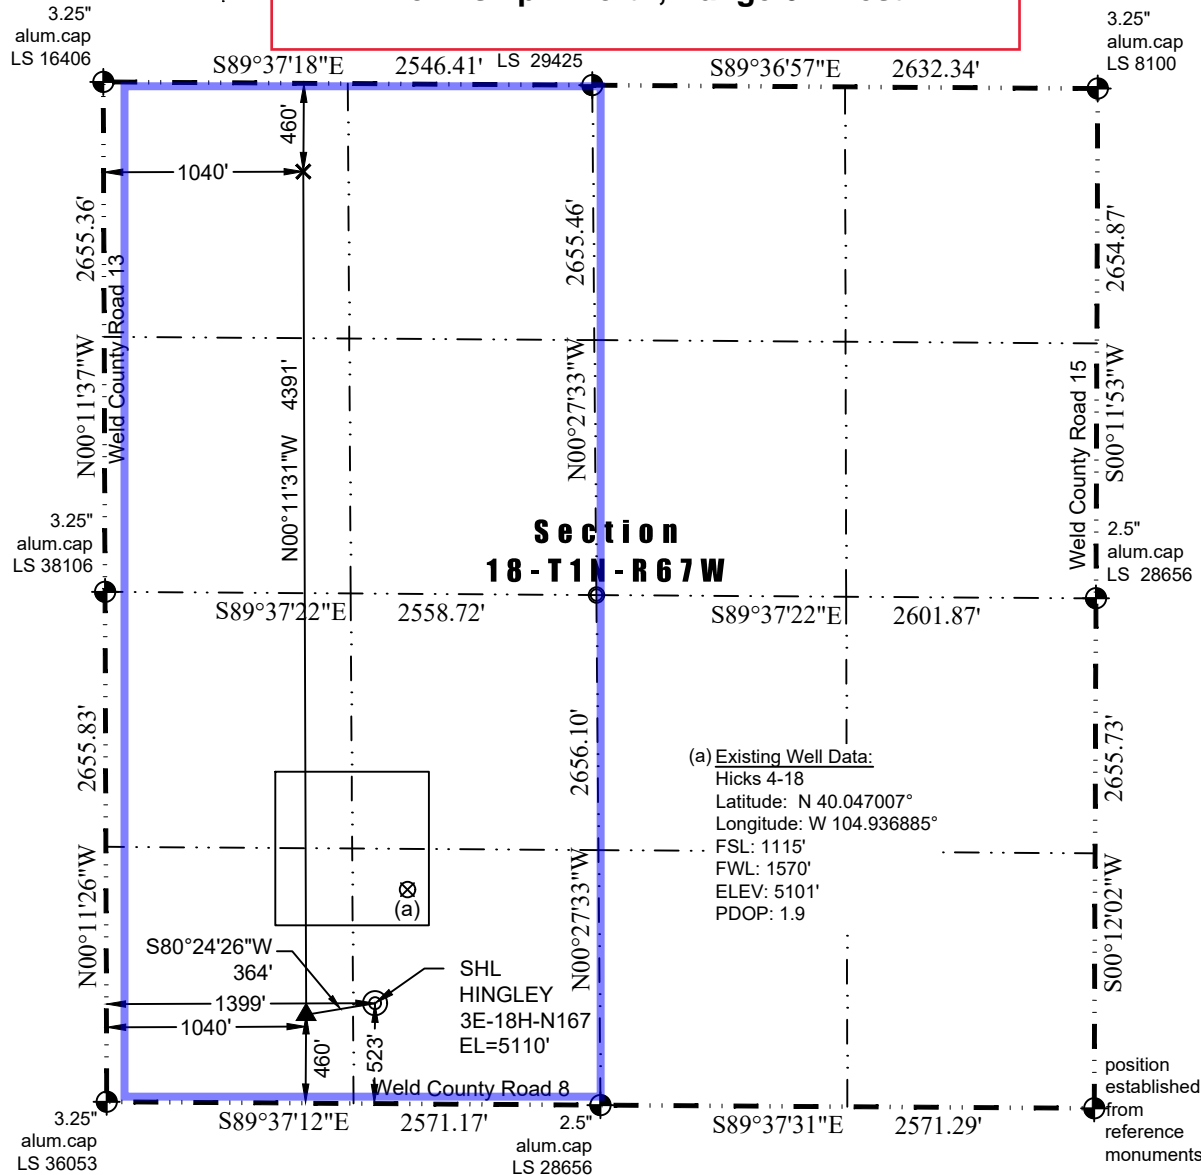 3.25"
alum.cap
LS 16406
S89°37'18"E 2546.41' LS 29425
S89°36'57"E 2632.34'
3.25"
alum.cap
LS 8100
460'
1040'
2655.36'
Weld County Road 13
N00°11'37"W
N00°11'31"W 4391'
2655.46'
N00°27'33"W
2654.87'
S00°11'53"W
Weld County Road 15
3.25"
alum.cap
LS 38106
Section
18-T1N-R67W
2.5"
alum.cap
LS 28656
S89°37'22"E 2558.72'
S89°37'22"E 2601.87'
2655.83'
N00°11'26"W
2656.10'
N00°27'33"W
2655.73'
S00°12'02"W
(a) Existing Well Data:
Hicks 4-18
Latitude: N 40.047007°
Longitude: W 104.936885°
FSL: 1115'
FWL: 1570'
ELEV: 5101'
PDOP: 1.9
(a)
S80°24'26"W
364'
1399'
1040'
460'
523'
SHL
HINGLEY
3E-18H-N167
EL=5110'
Weld County Road 8
3.25"
alum.cap
LS 36053
S89°37'12"E 2571.17'
2.5"
alum.cap
LS 28656
S89°37'31"E 2571.29'
position
established
from
reference
monuments